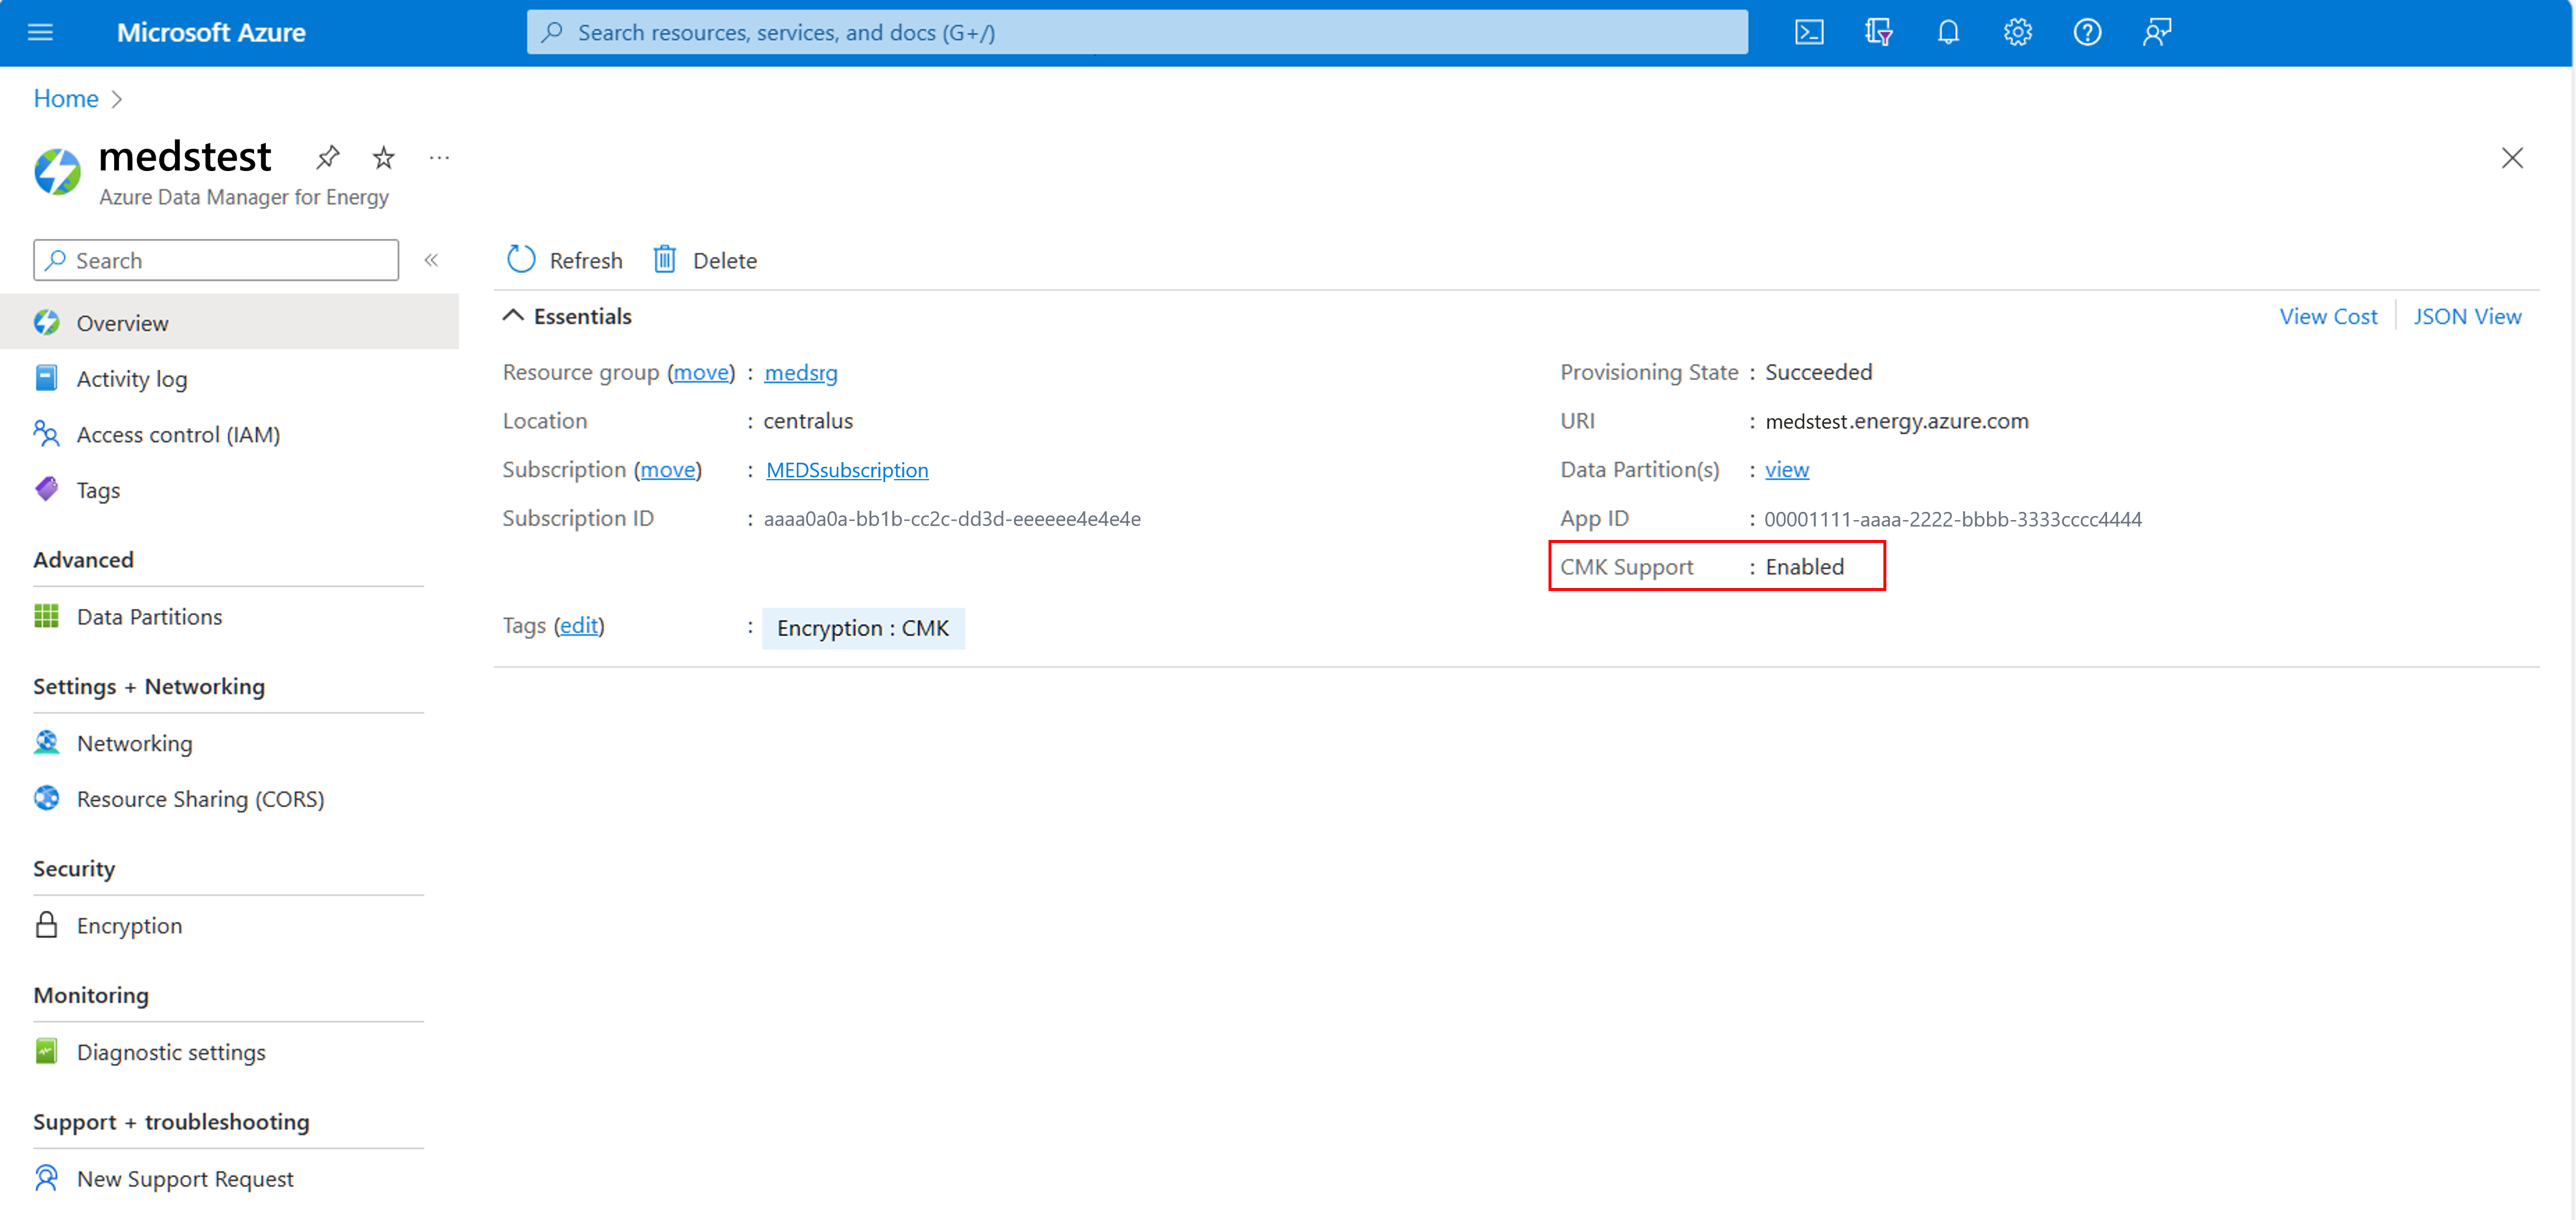 Microsoft Azure
Search resources, services, and docs (G+/)
Home
medstest
Azure Data Manager for Energy
Search
Refresh Delete
Overview
Activity log
Access control (IAM)
Tags
Advanced
Data Partitions
Settings + Networking
Networking
Resource Sharing (CORS)
Security
Encryption
Monitoring
Diagnostic settings
Support + troubleshooting
New Support Request
Essentials
View Cost JSON View
Resource group (move) : medsrg
Location : centralus
Subscription (move) : MEDSsubscription
Subscription ID : aaaa0a0a-bb1b-cc2c-dd3d-eeeeee4e4e4e
Provisioning State : Succeeded
URI : medstest.energy.azure.com
Data Partition(s) : view
App ID : 00001111-aaaa-2222-bbbb-3333cccc4444
CMK Support : Enabled
Tags (edit) : Encryption : CMK